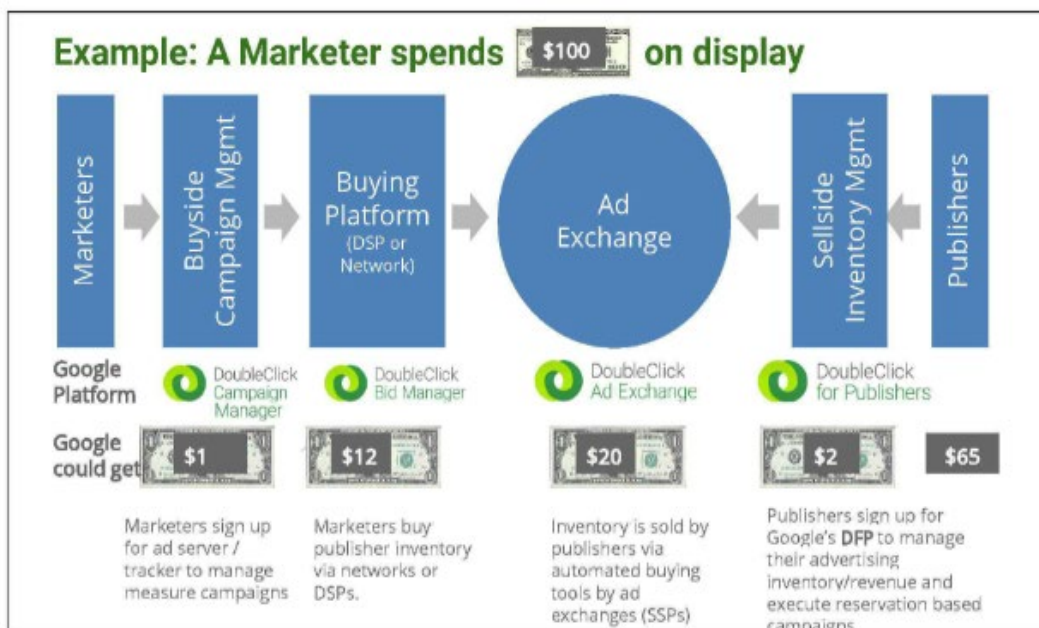 Example: A Marketer spends $100 on display
Marketers
Buyside
Campaign Mgmt
Buying
Platform
(DSP or
Network)
Ad
Exchange
Sellside
Inventory Mgmt
Publishers
Google
Platform
DoubleClick
Campaign
Manager
DoubleClick
Bid Manager
DoubleClick
Ad Exchange
DoubleClick
for Publishers
Google
could get
$1
$12
$20
$2
$65
Marketers sign up
for ad server /
tracker to manage
measure campaigns
Marketers buy
publisher inventory
via networks or
DSPs.
Inventory is sold by
publishers via
automated buying
tools by ad
exchanges (SSPs)
Publishers sign up for
Google's DFP to manage
their advertising
inventory/revenue and
execute reservation based
campaigns